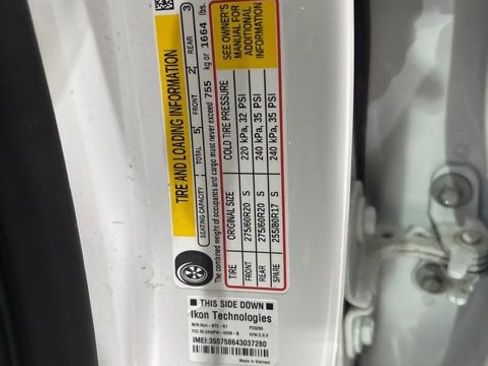 TIRE AND LOADING INFORMATION
SEATING CAPACITY TOTAL 5 FRONT 2 REAR 3
The combined weight of occupants and cargo must never exceed 755 kg or 1664 lbs.
TIRE ORIGINAL SIZE COLD TIRE PRESSURE
FRONT 275/60R20 S 220 kPa, 32 PSI
REAR 275/60R20 S 240 kPa, 35 PSI
SPARE 255/80R17 S 240 kPa, 35 PSI
SEE OWNER'S
MANUAL FOR
ADDITIONAL
INFORMATION
THIS SIDE DOWN
Ikon Technologies
IMEI:355758643037280
Made in Vietnam